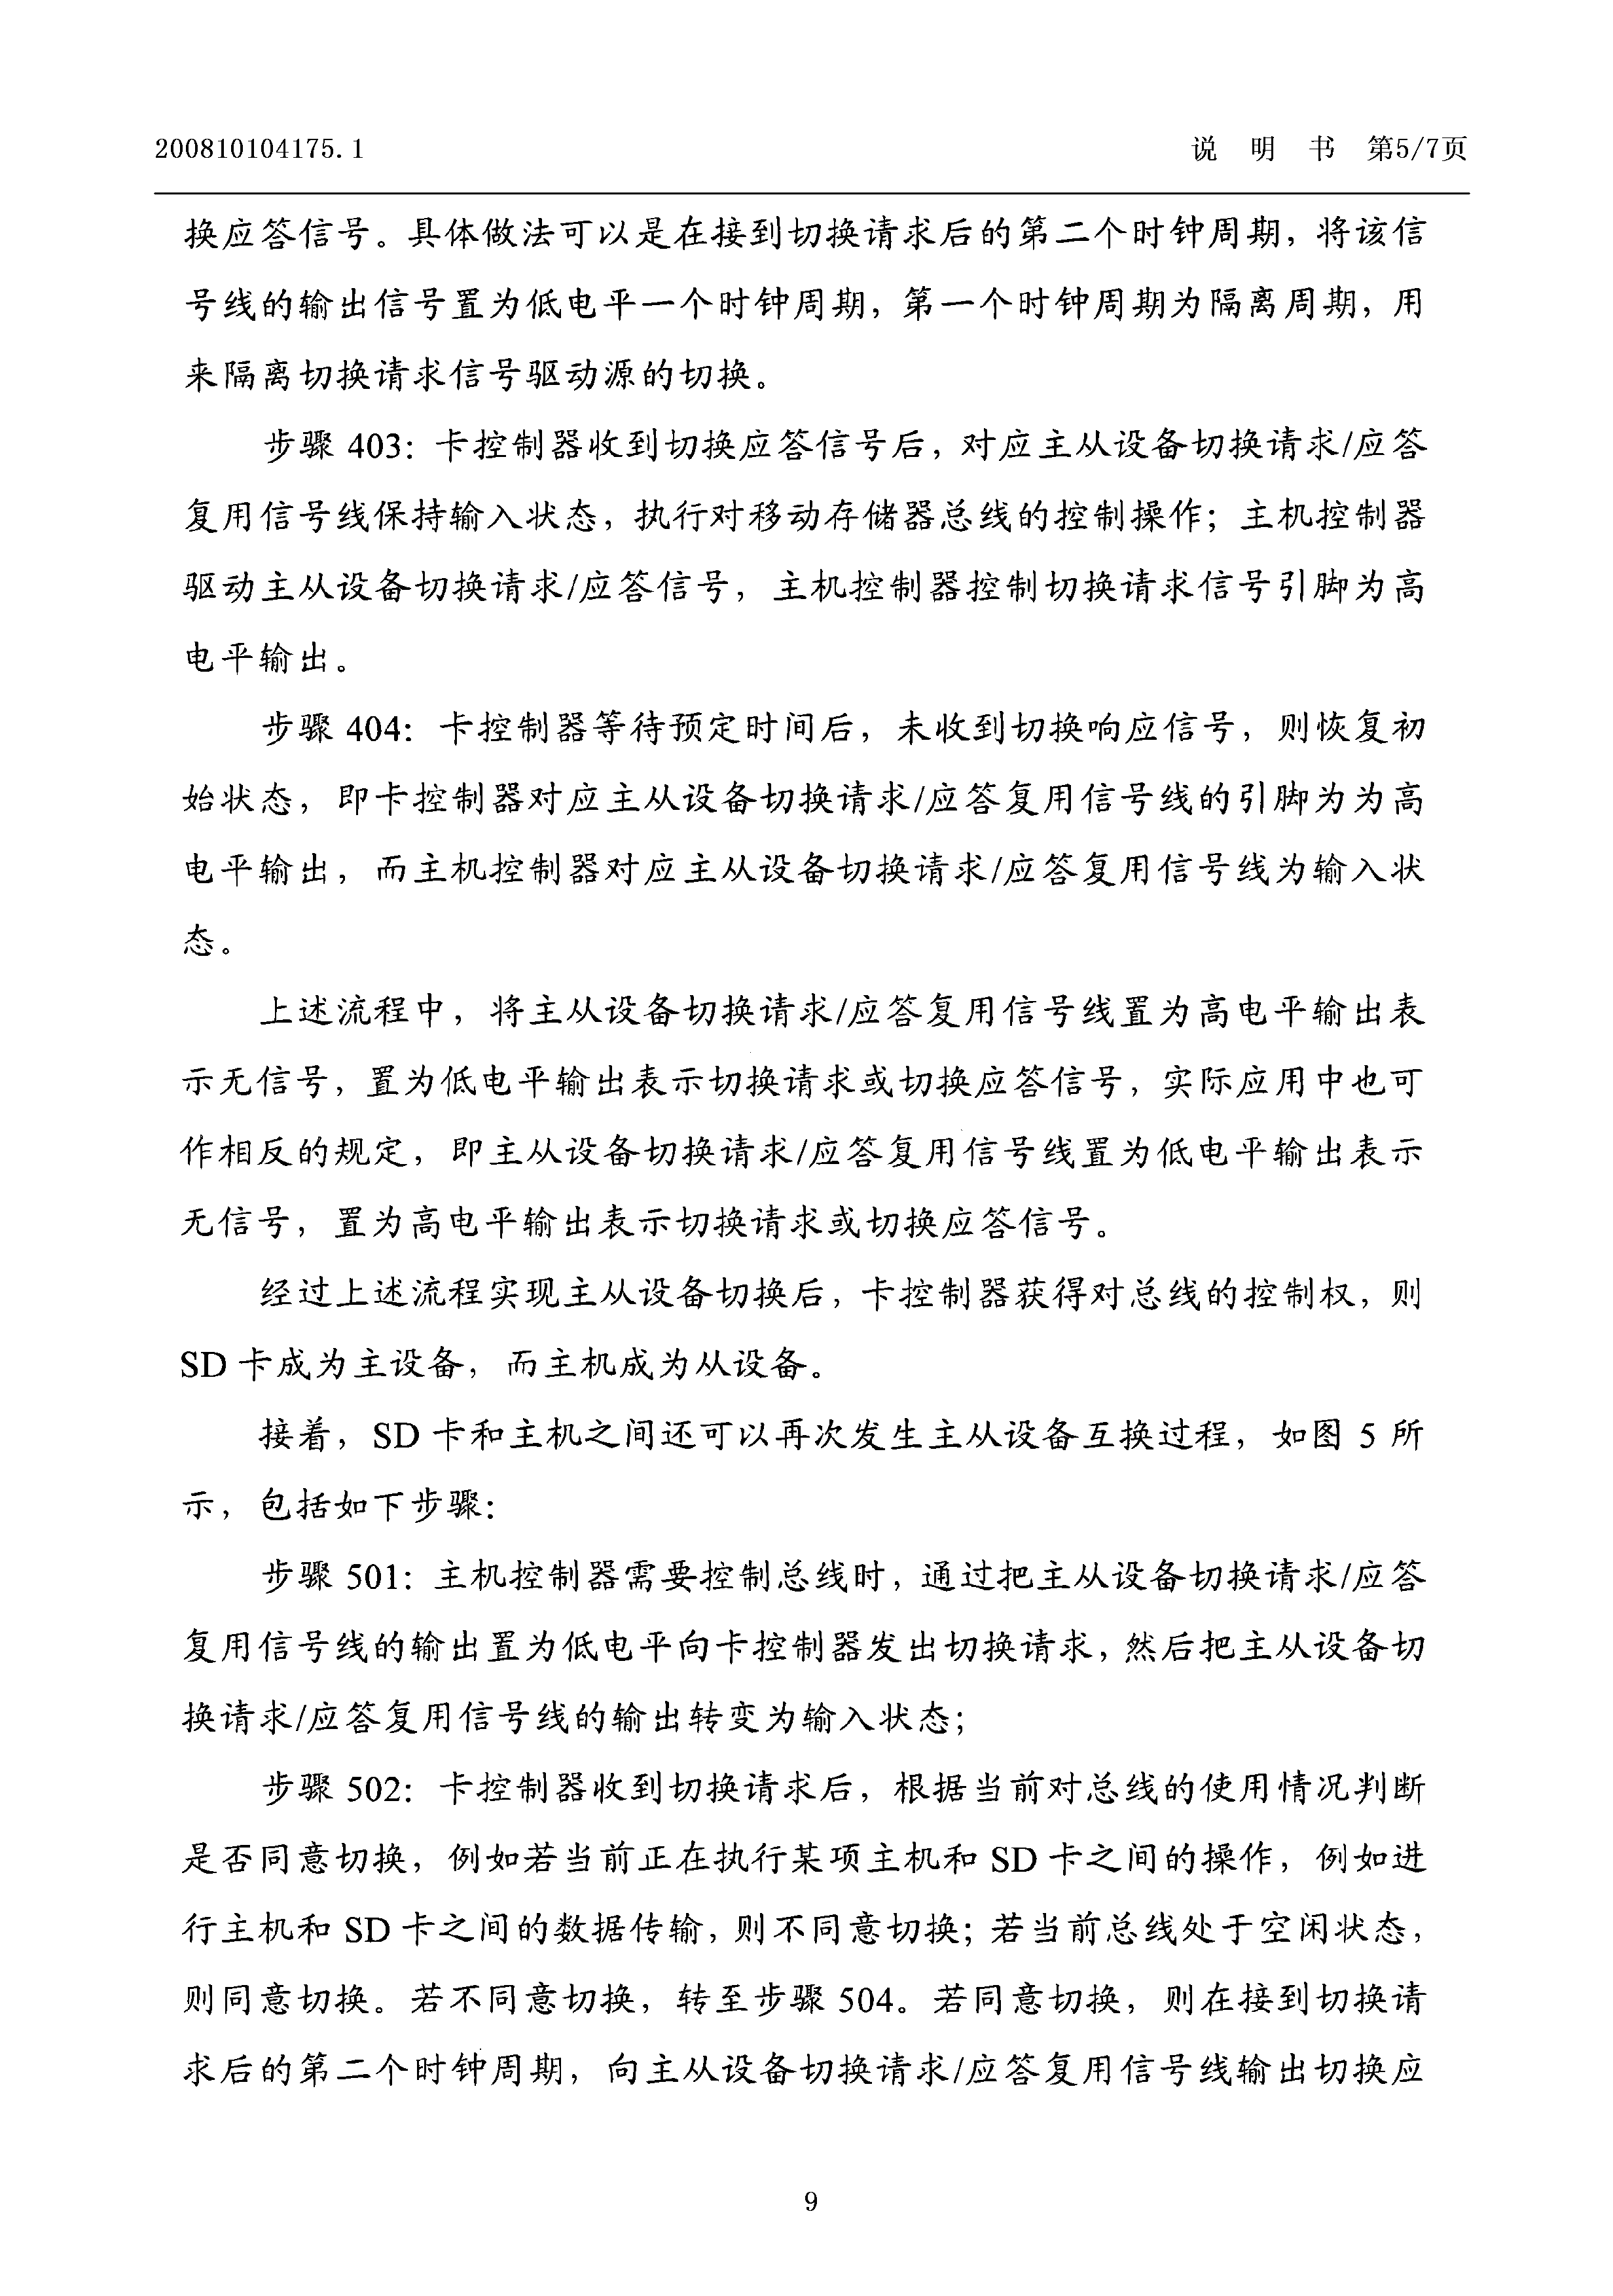 200810104175.1
说 明 书 第5/7页
换应答信号。具体做法可以是在接到切换请求后的第二个时钟周期，将该信
号线的输出信号置为低电平一个时钟周期，第一个时钟周期为隔离周期，用
来隔离切换请求信号驱动源的切换。
步骤 403：卡控制器收到切换应答信号后，对应主从设备切换请求/应答
复用信号线保持输入状态，执行对移动存储器总线的控制操作；主机控制器
驱动主从设备切换请求/应答信号，主机控制器控制切换请求信号引脚为高
电平输出。
步骤 404：卡控制器等待预定时间后，未收到切换响应信号，则恢复初
始状态，即卡控制器对应主从设备切换请求/应答复用信号线的引脚为为高
电平输出，而主机控制器对应主从设备切换请求/应答复用信号线为输入状
态。
上述流程中，将主从设备切换请求/应答复用信号线置为高电平输出表
示无信号，置为低电平输出表示切换请求或切换应答信号，实际应用中也可
作相反的规定，即主从设备切换请求/应答复用信号线置为低电平输出表示
无信号，置为高电平输出表示切换请求或切换应答信号。
经过上述流程实现主从设备切换后，卡控制器获得对总线的控制权，则
SD 卡成为主设备，而主机成为从设备。
接着，SD 卡和主机之间还可以再次发生主从设备互换过程，如图 5 所
示，包括如下步骤：
步骤 501：主机控制器需要控制总线时，通过把主从设备切换请求/应答
复用信号线的输出置为低电平向卡控制器发出切换请求，然后把主从设备切
换请求/应答复用信号线的输出转变为输入状态；
步骤 502：卡控制器收到切换请求后，根据当前对总线的使用情况判断
是否同意切换，例如若当前正在执行某项主机和 SD 卡之间的操作，例如进
行主机和 SD 卡之间的数据传输，则不同意切换；若当前总线处于空闲状态，
则同意切换。若不同意切换，转至步骤 504。若同意切换，则在接到切换请
求后的第二个时钟周期，向主从设备切换请求/应答复用信号线输出切换应
9